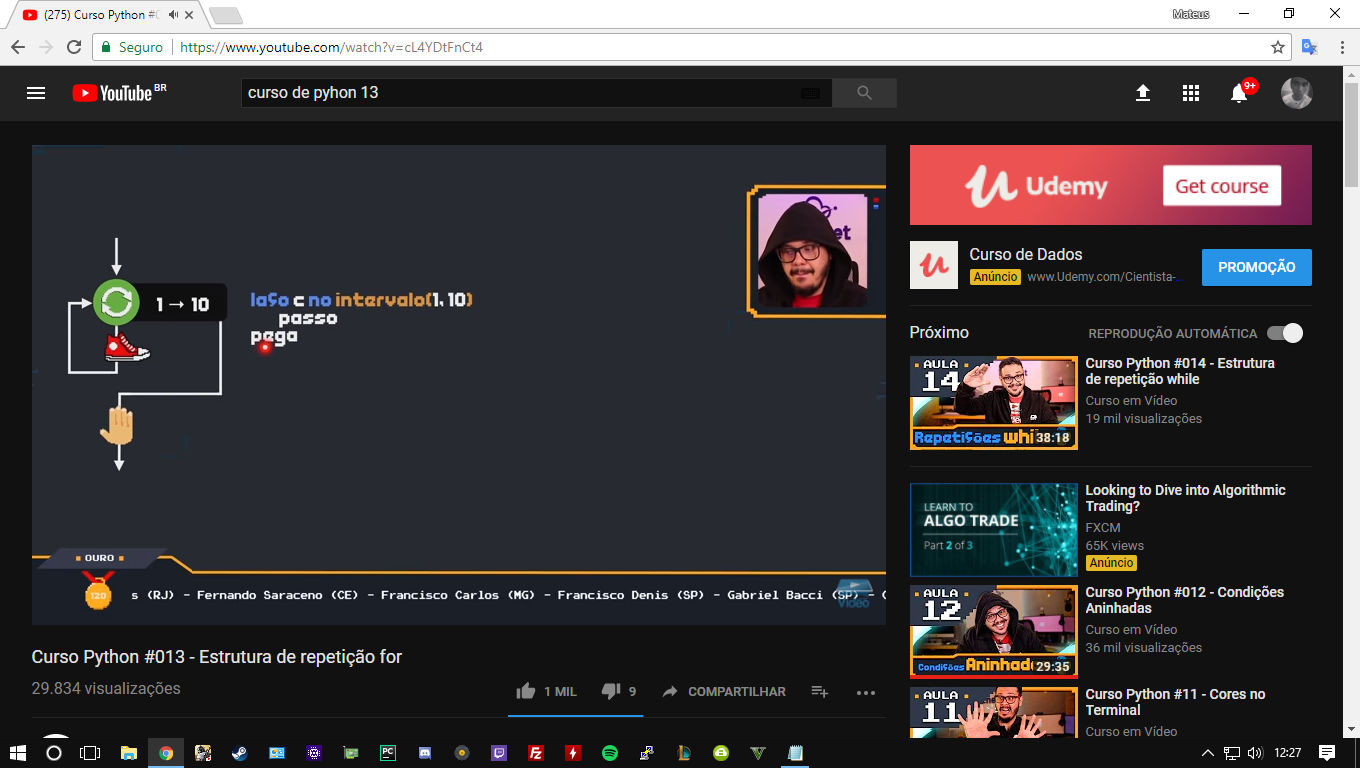 (275) Curso Python #0
Mateus
Seguro
https://www.youtube.com/watch?v=cL4YDtFnCt4
YouTube BR
curso de pyhon 13
9+
1 → 10
laço c no intervalo(1, 10)
passo
pega
OURO
120
s (RJ) - Fernando Saraceno (CE) - Francisco Carlos (MG) - Francisco Denis (SP) - Gabriel Bacci (SP) - 
Vídeo
Curso Python #013 - Estrutura de repetição for
29.834 visualizações
1 MIL
9
COMPARTILHAR
Udemy
Get course
Curso de Dados
Anúncio www.Udemy.com/Cientista-...
PROMOÇÃO
Próximo
REPRODUÇÃO AUTOMÁTICA
AULA
14
Repetições whi
38:18
Curso Python #014 - Estrutura
de repetição while
Curso em Vídeo
19 mil visualizações
LEARN TO
ALGO TRADE
Part 2 of 3
Looking to Dive into Algorithmic
Trading?
FXCM
65K views
Anúncio
AULA
12
Condições Aninhad
29:35
Curso Python #012 - Condições
Aninhadas
Curso em Vídeo
36 mil visualizações
AULA
11
Curso Python #11 - Cores no
Terminal
Curso em Vídeo
PC
FZ
12:27